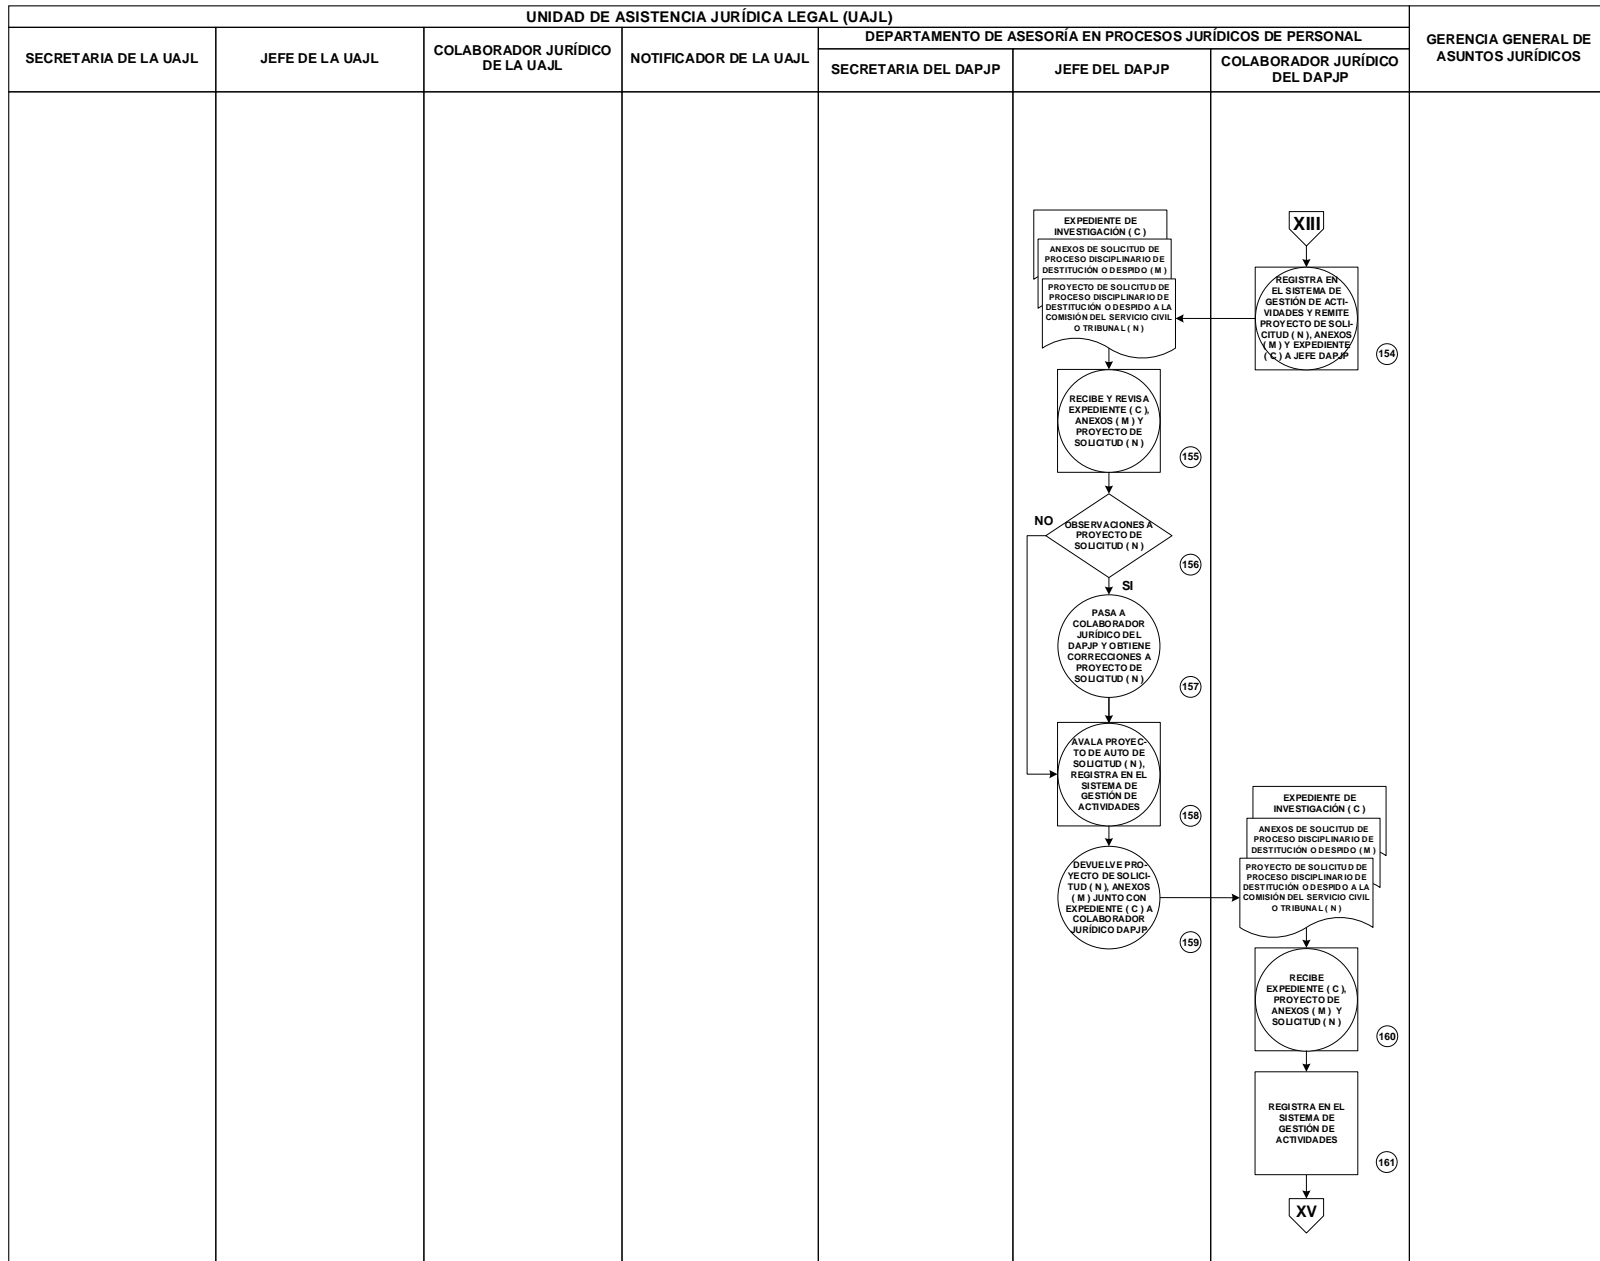 UNIDAD DE ASISTENCIA JURÍDICA LEGAL (UAJL)
SECRETARIA DE LA UAJL
JEFE DE LA UAJL
COLABORADOR JURÍDICO
DE LA UAJL
NOTIFICADOR DE LA UAJL
DEPARTAMENTO DE ASESORÍA EN PROCESOS JURÍDICOS DE PERSONAL
SECRETARIA DEL DAPJP
JEFE DEL DAPJP
COLABORADOR JURÍDICO
DEL DAPJP
GERENCIA GENERAL DE
ASUNTOS JURÍDICOS
XIII
REGISTRA EN
EL SISTEMA DE
GESTIÓN DE ACTI-
VIDADES Y REMITE
PROYECTO DE SOLI-
CITUD ( N ), ANEXOS
( M ) Y EXPEDIENTE
( C ) A JEFE DAPJP
154
EXPEDIENTE DE
INVESTIGACIÓN ( C )
ANEXOS DE SOLICITUD DE
PROCESO DISCIPLINARIO DE
DESTITUCIÓN O DESPIDO ( M )
PROYECTO DE SOLICITUD DE
PROCESO DISCIPLINARIO DE
DESTITUCIÓN O DESPIDO A LA
COMISIÓN DEL SERVICIO CIVIL
O TRIBUNAL ( N )
RECIBE Y REVISA
EXPEDIENTE ( C ),
ANEXOS ( M ) Y
PROYECTO DE
SOLICITUD ( N )
155
NO
OBSERVACIONES A
PROYECTO DE
SOLICITUD ( N )
156
SI
PASA A
COLABORADOR
JURÍDICO DEL
DAPJP Y OBTIENE
CORRECCIONES A
PROYECTO DE
SOLICITUD ( N )
157
AVALA PROYEC-
TO DE AUTO DE
SOLICITUD ( N ),
REGISTRA EN EL
SISTEMA DE
GESTIÓN DE
ACTIVIDADES
158
DEVUELVE PRO-
YECTO DE SOLICI-
TUD ( N ), ANEXOS
( M ) JUNTO CON
EXPEDIENTE ( C ) A
COLABORADOR
JURÍDICO DAPJP
159
EXPEDIENTE DE
INVESTIGACIÓN ( C )
ANEXOS DE SOLICITUD DE
PROCESO DISCIPLINARIO DE
DESTITUCIÓN O DESPIDO ( M )
PROYECTO DE SOLICITUD DE
PROCESO DISCIPLINARIO DE
DESTITUCIÓN O DESPIDO A LA
COMISIÓN DEL SERVICIO CIVIL
O TRIBUNAL ( N )
RECIBE
EXPEDIENTE ( C ),
PROYECTO DE
ANEXOS ( M ) Y
SOLICITUD ( N )
160
REGISTRA EN EL
SISTEMA DE
GESTIÓN DE
ACTIVIDADES
161
XV